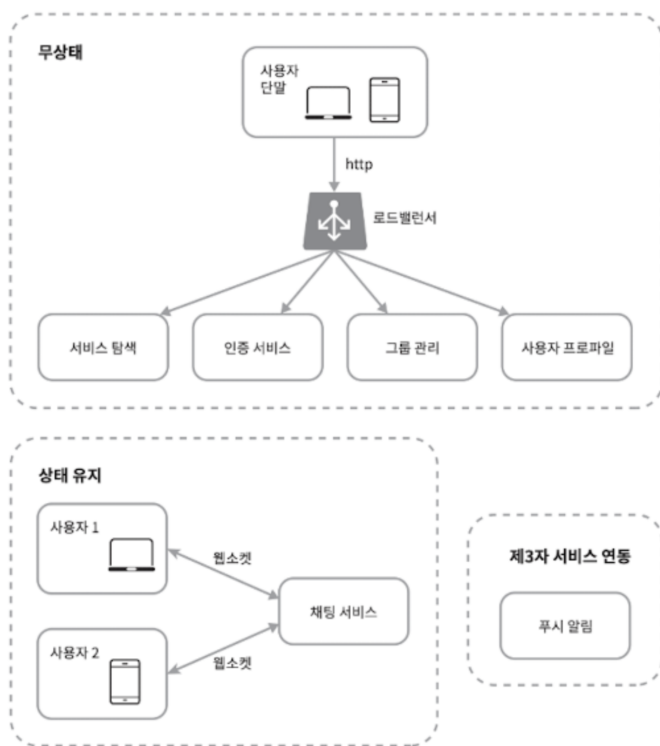 무상태
사용자
단말
http
로드밸런서
서비스 탐색
인증 서비스
그룹 관리
사용자 프로파일
상태 유지
사용자 1
웹소켓
채팅 서비스
사용자 2
웹소켓
제3자 서비스 연동
푸시 알림